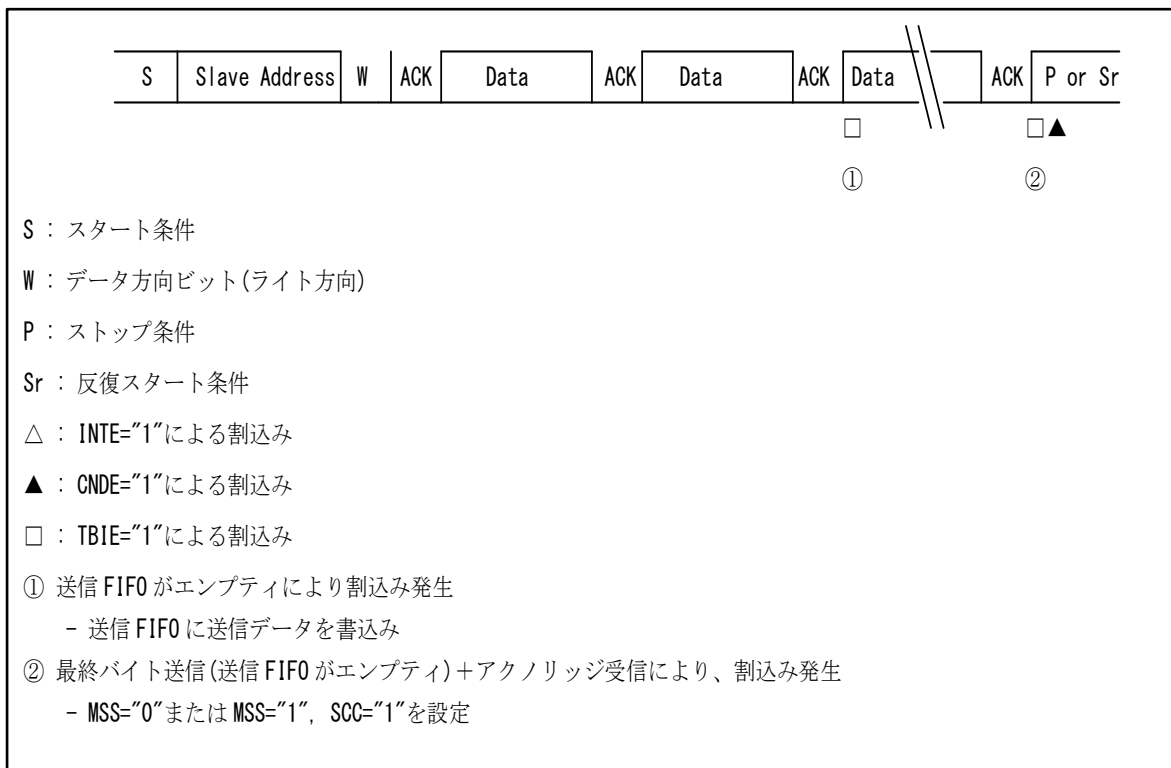 S Slave Address W ACK Data ACK Data ACK Data ACK P or Sr
□ □▲
① ②
S : スタート条件
W : データ方向ビット(ライト方向)
P : ストップ条件
Sr : 反復スタート条件
△ : INTE="1"による割込み
▲ : CNDE="1"による割込み
□ : TBIE="1"による割込み
① 送信 FIFO がエンプティにより割込み発生
- 送信 FIFO に送信データを書込み
② 最終バイト送信(送信 FIFO がエンプティ)+アクノリッジ受信により、割込み発生
- MSS="0"または MSS="1", SCC="1"を設定